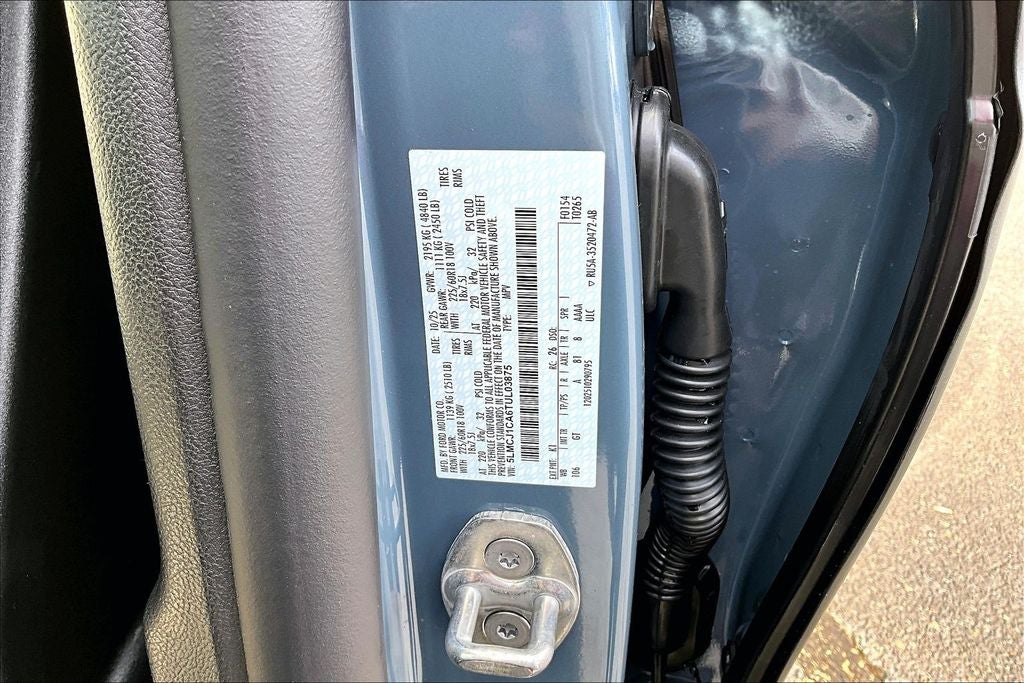 MFD. BY FORD MOTOR CO. DATE: 10/25 GVWR: 2195 KG ( 4840 LB)
FRONT GAWR: 1139 KG ( 2510 LB) REAR GAWR: 1111 KG ( 2450 LB)
WITH 225/60R18 100V TIRES WITH 225/60R18 100V TIRES
18x7.5J RIMS 18x7.5J RIMS
AT 220 kPa/ 32 PSI COLD AT 220 kPa/ 32 PSI COLD
THIS VEHICLE CONFORMS TO ALL APPLICABLE FEDERAL MOTOR VEHICLE SAFETY AND THEFT
PREVENTION STANDARDS IN EFFECT ON THE DATE OF MANUFACTURE SHOWN ABOVE.
VIN: 5LMCJ1CA6TUL03875 TYPE: MPV
EXT PNT: K1 RC: 26 DSO: F0154
WB INT TR TP/PS R AXLE TR SPR T0265
T06 GT A 81 8 AAAA
1202510290795 ULC ▽ RU5A-3520472-AB